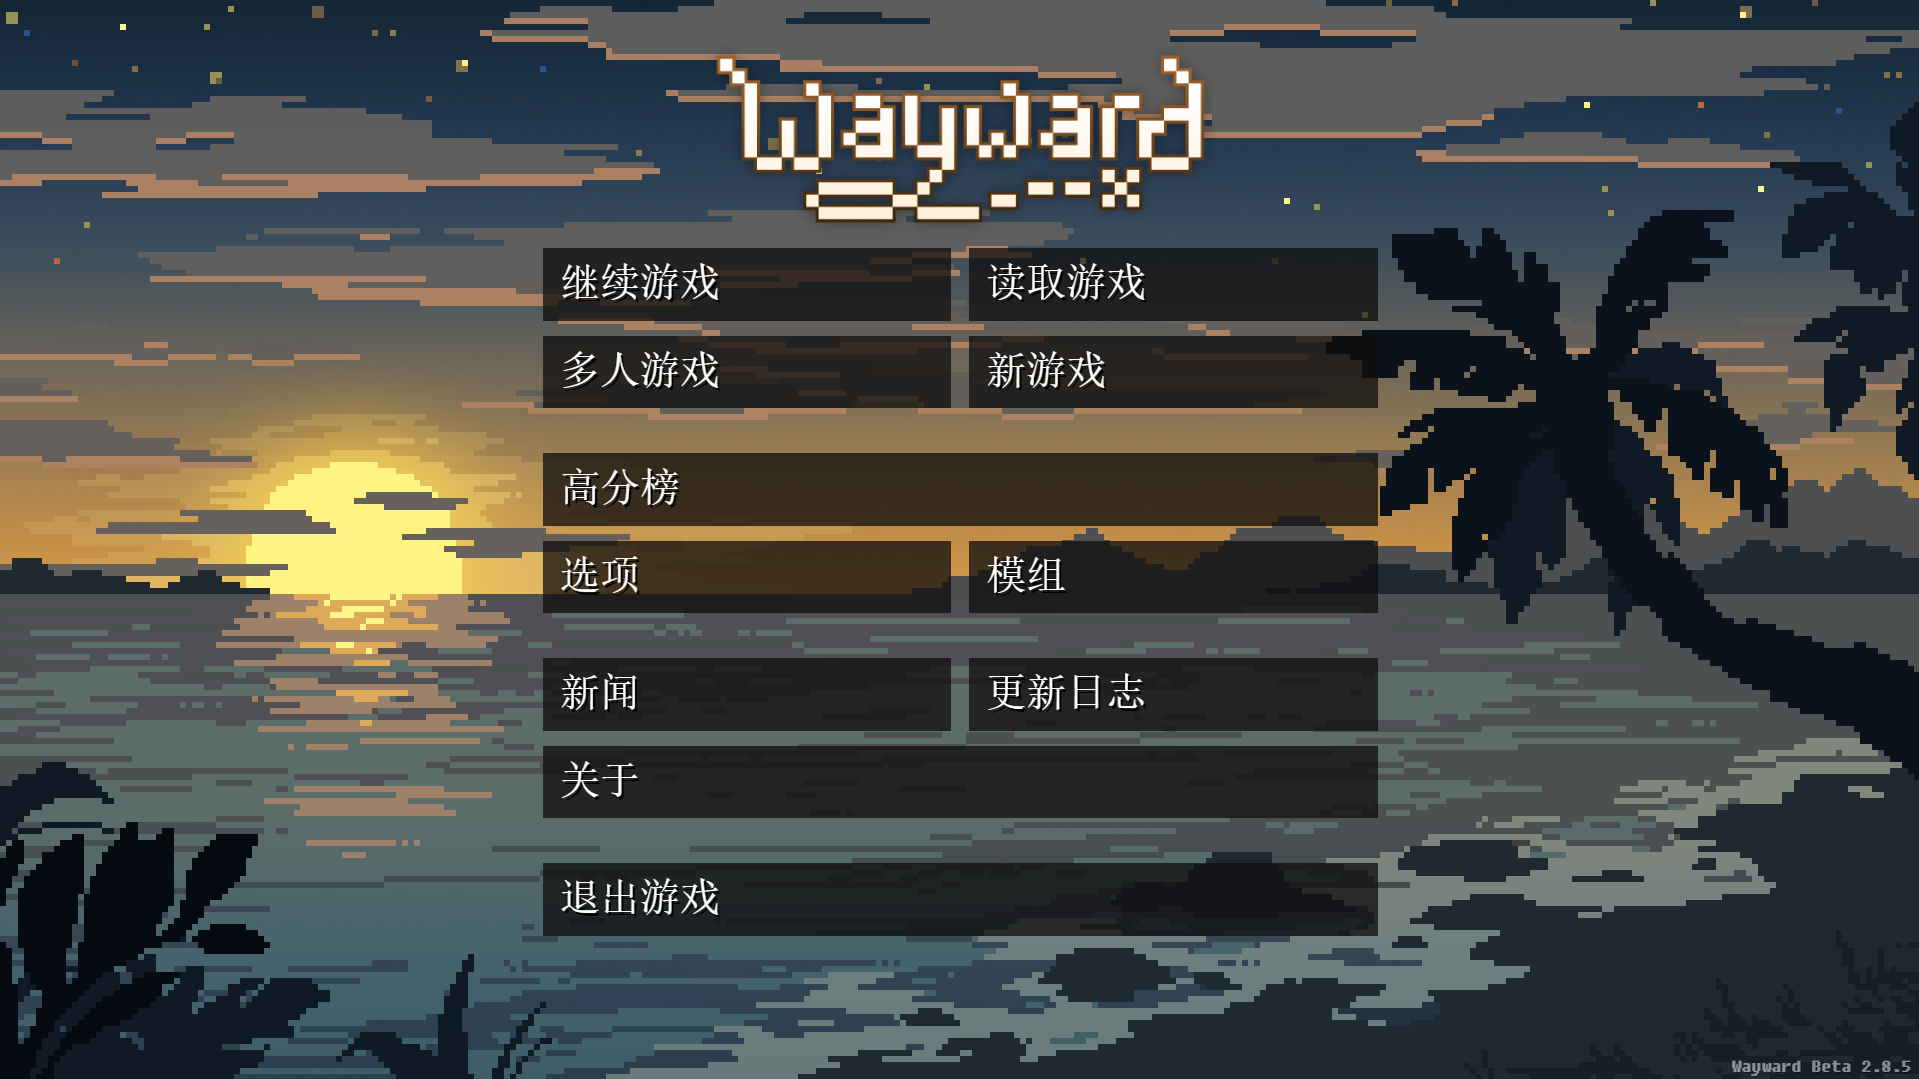 Wayward
继续游戏
读取游戏
多人游戏
新游戏
高分榜
选项
模组
新闻
更新日志
关于
退出游戏
Wayward Beta 2.8.5